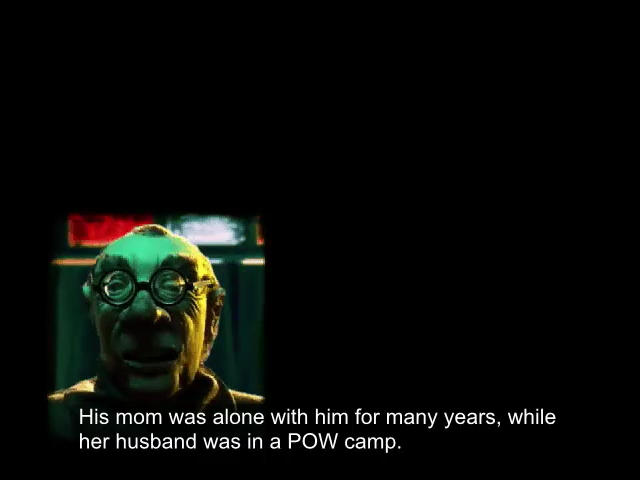 His mom was alone with him for many years, while
her husband was in a POW camp.